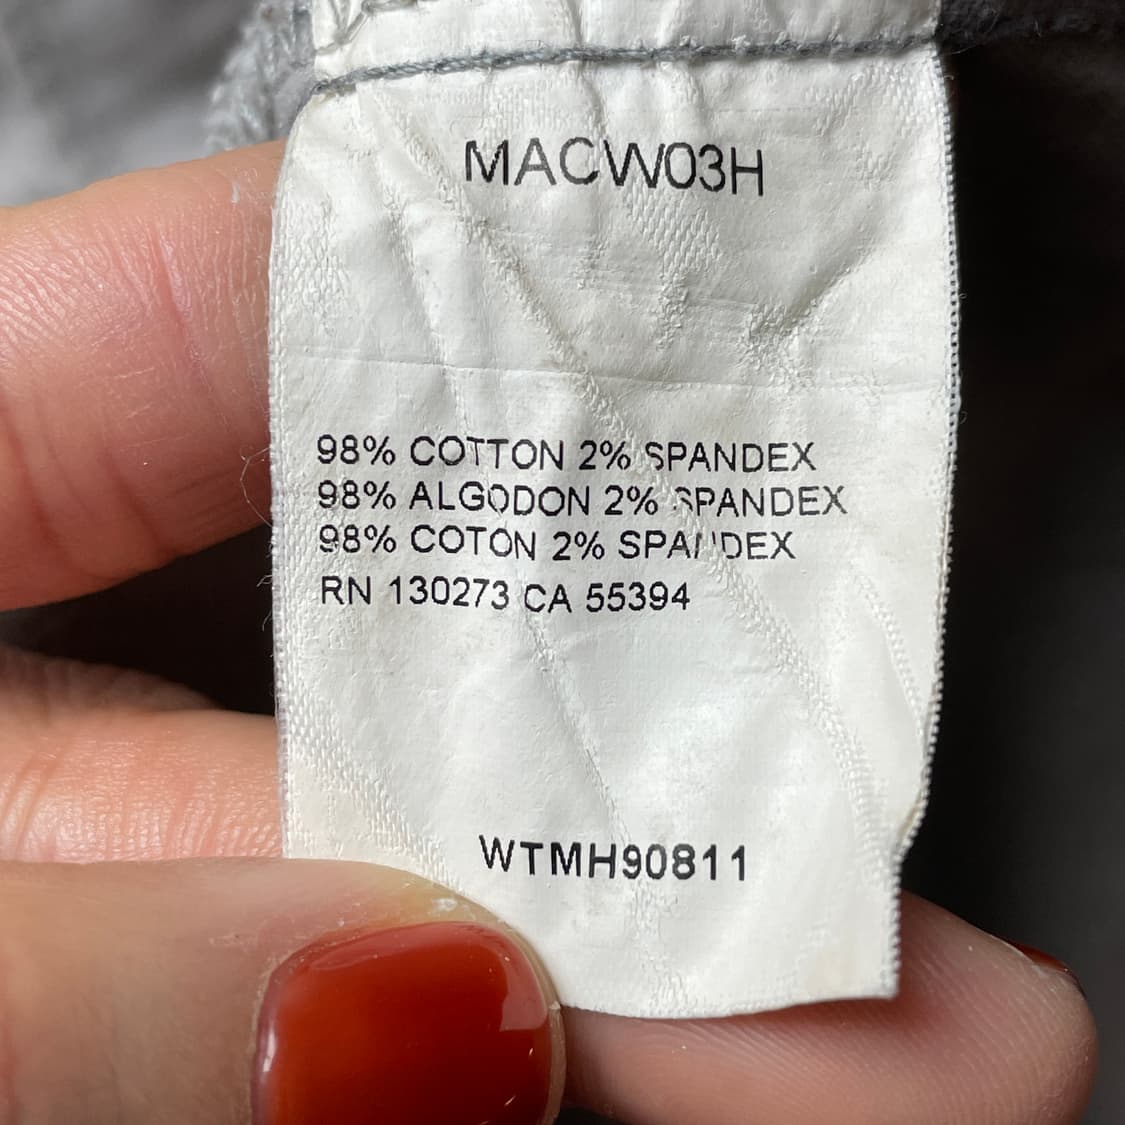 MACW03H
98% COTTON 2% SPANDEX
98% ALGODON 2% SPANDEX
98% COTON 2% SPANDEX
RN 130273 CA 55394
WTMH90811